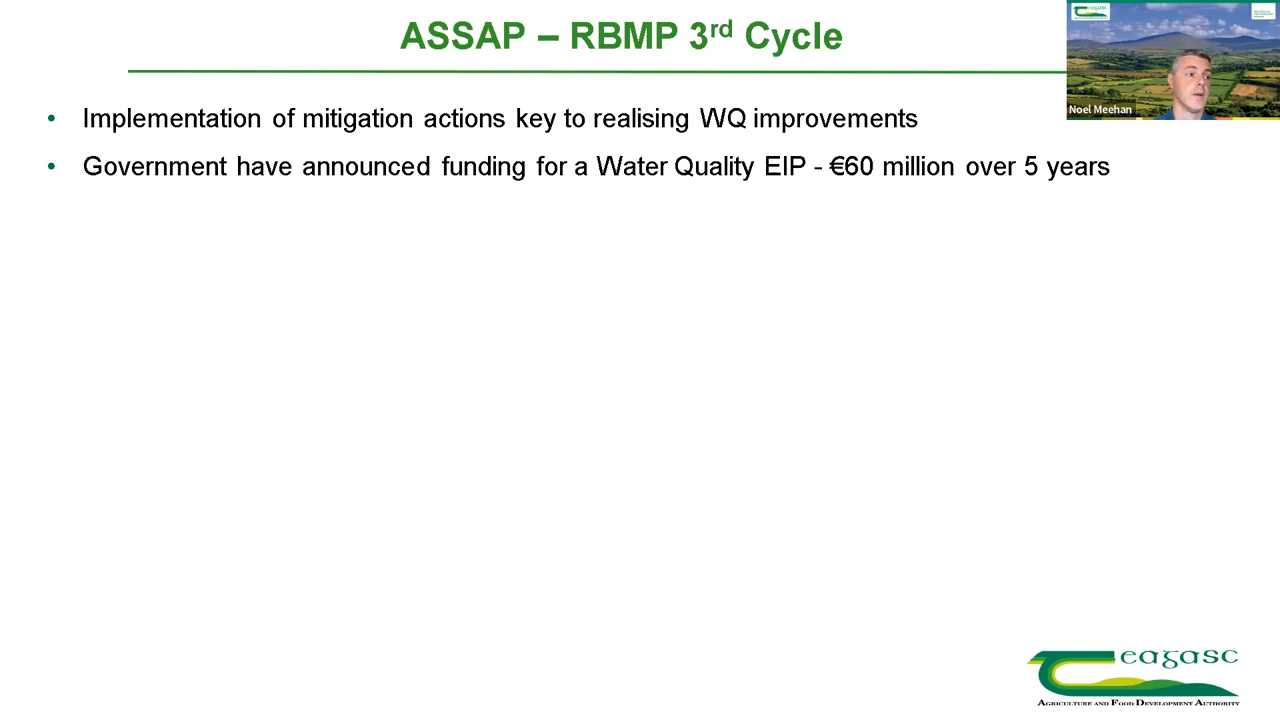 ASSAP – RBMP 3rd Cycle
Noel Meehan
• Implementation of mitigation actions key to realising WQ improvements
• Government have announced funding for a Water Quality EIP - €60 million over 5 years
eagasc
AGRICULTURE AND FOOD DEVELOPMENT AUTHORITY